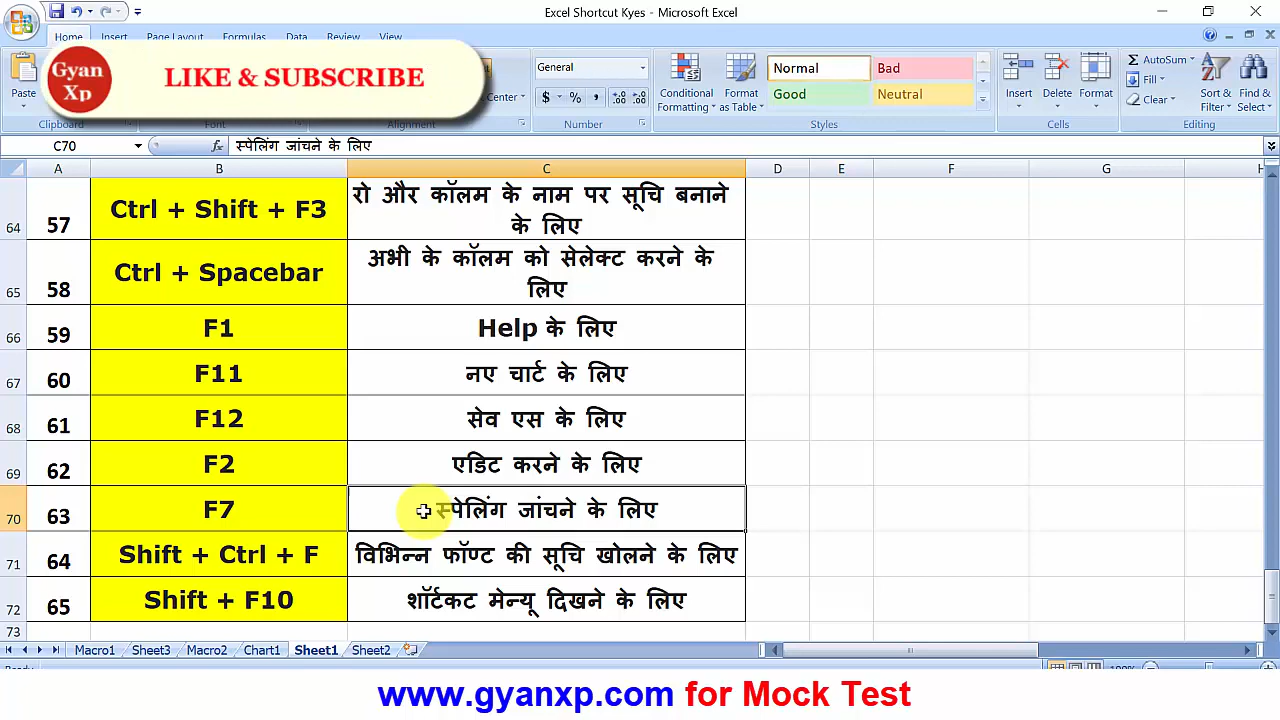 Excel Shortcut Kyes - Microsoft Excel
Home Insert Page Layout Formulas Data Review View
Gyan
Xp
LIKE & SUBSCRIBE
Paste
Center
General
$ % ,
Conditional
Formatting
Format
as Table
Normal
Bad
Good
Neutral
Insert
Delete
Format
AutoSum
Fill
Clear
Sort &
Filter
Find &
Select
Clipboard
Font
Alignment
Number
Styles
Cells
Editing
C70
fx
स्पेलिंग जांचने के लिए
A B C D E F G H
64 57 Ctrl + Shift + F3 रो और कॉलम के नाम पर सूचि बनाने
के लिए
65 58 Ctrl + Spacebar अभी के कॉलम को सेलेक्ट करने के
लिए
66 59 F1 Help के लिए
67 60 F11 नए चार्ट के लिए
68 61 F12 सेव एस के लिए
69 62 F2 एडिट करने के लिए
70 63 F7 स्पेलिंग जांचने के लिए
71 64 Shift + Ctrl + F विभिन्न फॉण्ट की सूचि खोलने के लिए
72 65 Shift + F10 शॉर्टकट मेन्यू दिखने के लिए
73
Macro1 Sheet3 Macro2 Chart1 Sheet1 Sheet2
www.gyanxp.com for Mock Test